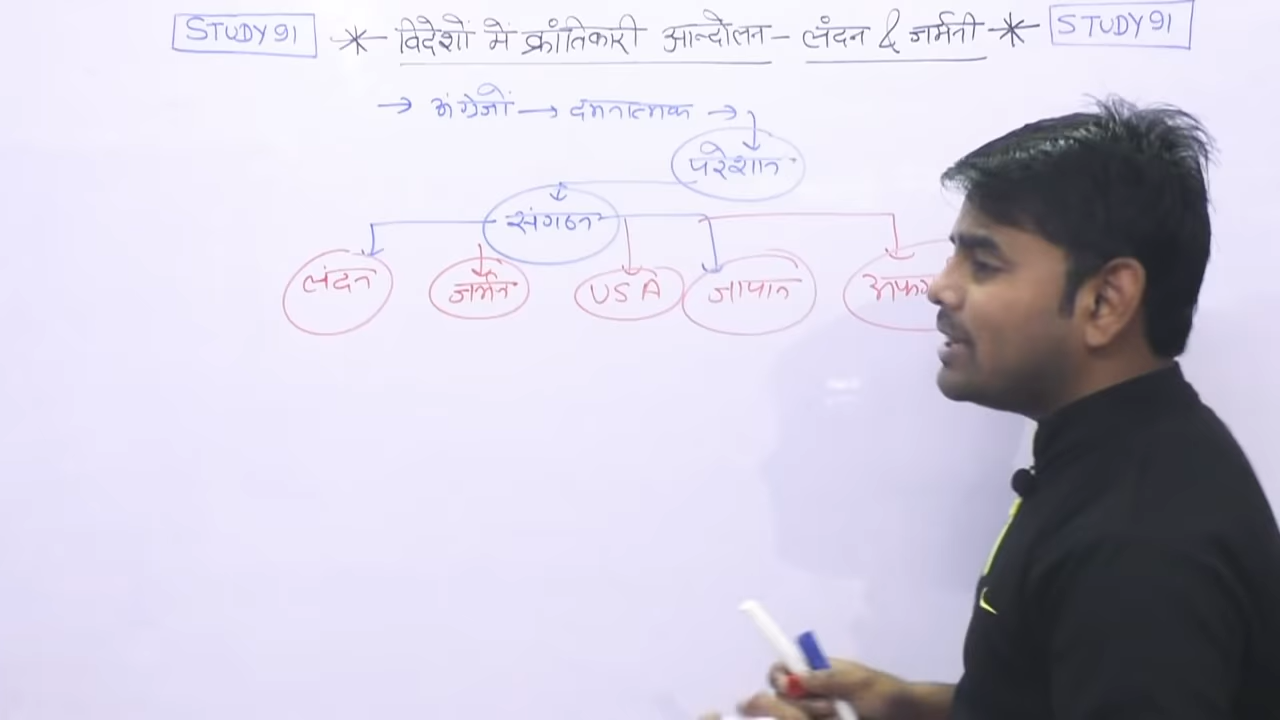 STUDY91 * विदेशों में क्रांतिकारी आन्दोलन - लंदन & जर्मनी * STUDY91
→ अंग्रेजों → दमनात्मक →
परेशान
संगठन
लंदन जर्मन USA जापान